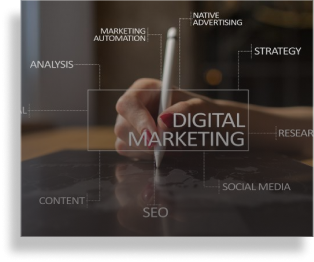 NATIVE
ADVERTISING
MARKETING
AUTOMATION
STRATEGY
ANALYSIS
AL
DIGITAL
MARKETING
RESEAR
SOCIAL MEDIA
CONTENT
SEO